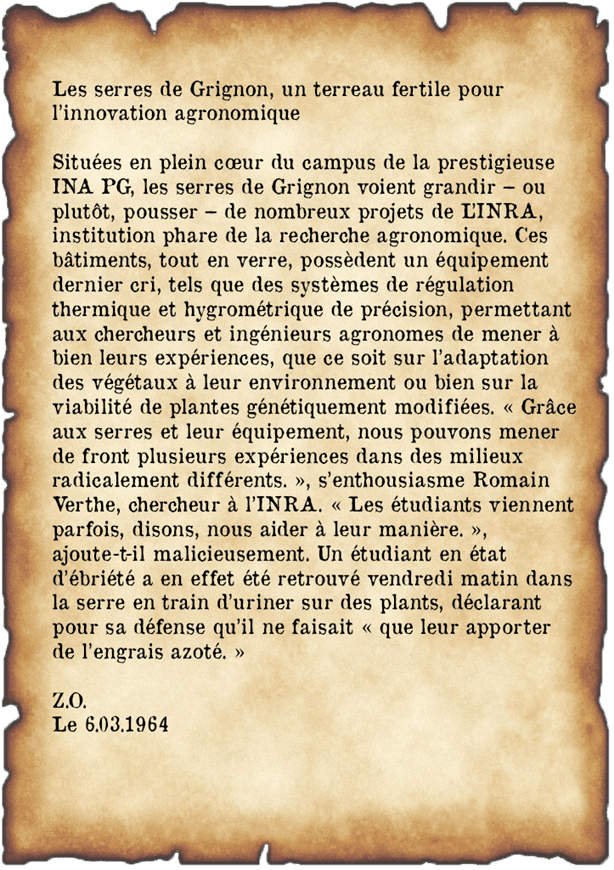 Les serres de Grignon, un terreau fertile pour
l'innovation agronomique
Situées en plein cœur du campus de la prestigieuse
INA PG, les serres de Grignon voient grandir – ou
plutôt, pousser – de nombreux projets de L'INRA,
institution phare de la recherche agronomique. Ces
bâtiments, tout en verre, possèdent un équipement
dernier cri, tels que des systèmes de régulation
thermique et hygrométrique de précision, permettant
aux chercheurs et ingénieurs agronomes de mener à
bien leurs expériences, que ce soit sur l'adaptation
des végétaux à leur environnement ou bien sur la
viabilité de plantes génétiquement modifiées. « Grâce
aux serres et leur équipement, nous pouvons mener
de front plusieurs expériences dans des milieux
radicalement différents. », s'enthousiasme Romain
Verthe, chercheur à l'INRA. « Les étudiants viennent
parfois, disons, nous aider à leur manière. »,
ajoute-t-il malicieusement. Un étudiant en état
d'ébriété a en effet été retrouvé vendredi matin dans
la serre en train d'uriner sur des plants, déclarant
pour sa défense qu'il ne faisait « que leur apporter
de l'engrais azoté. »
Z.O.
Le 6.03.1964